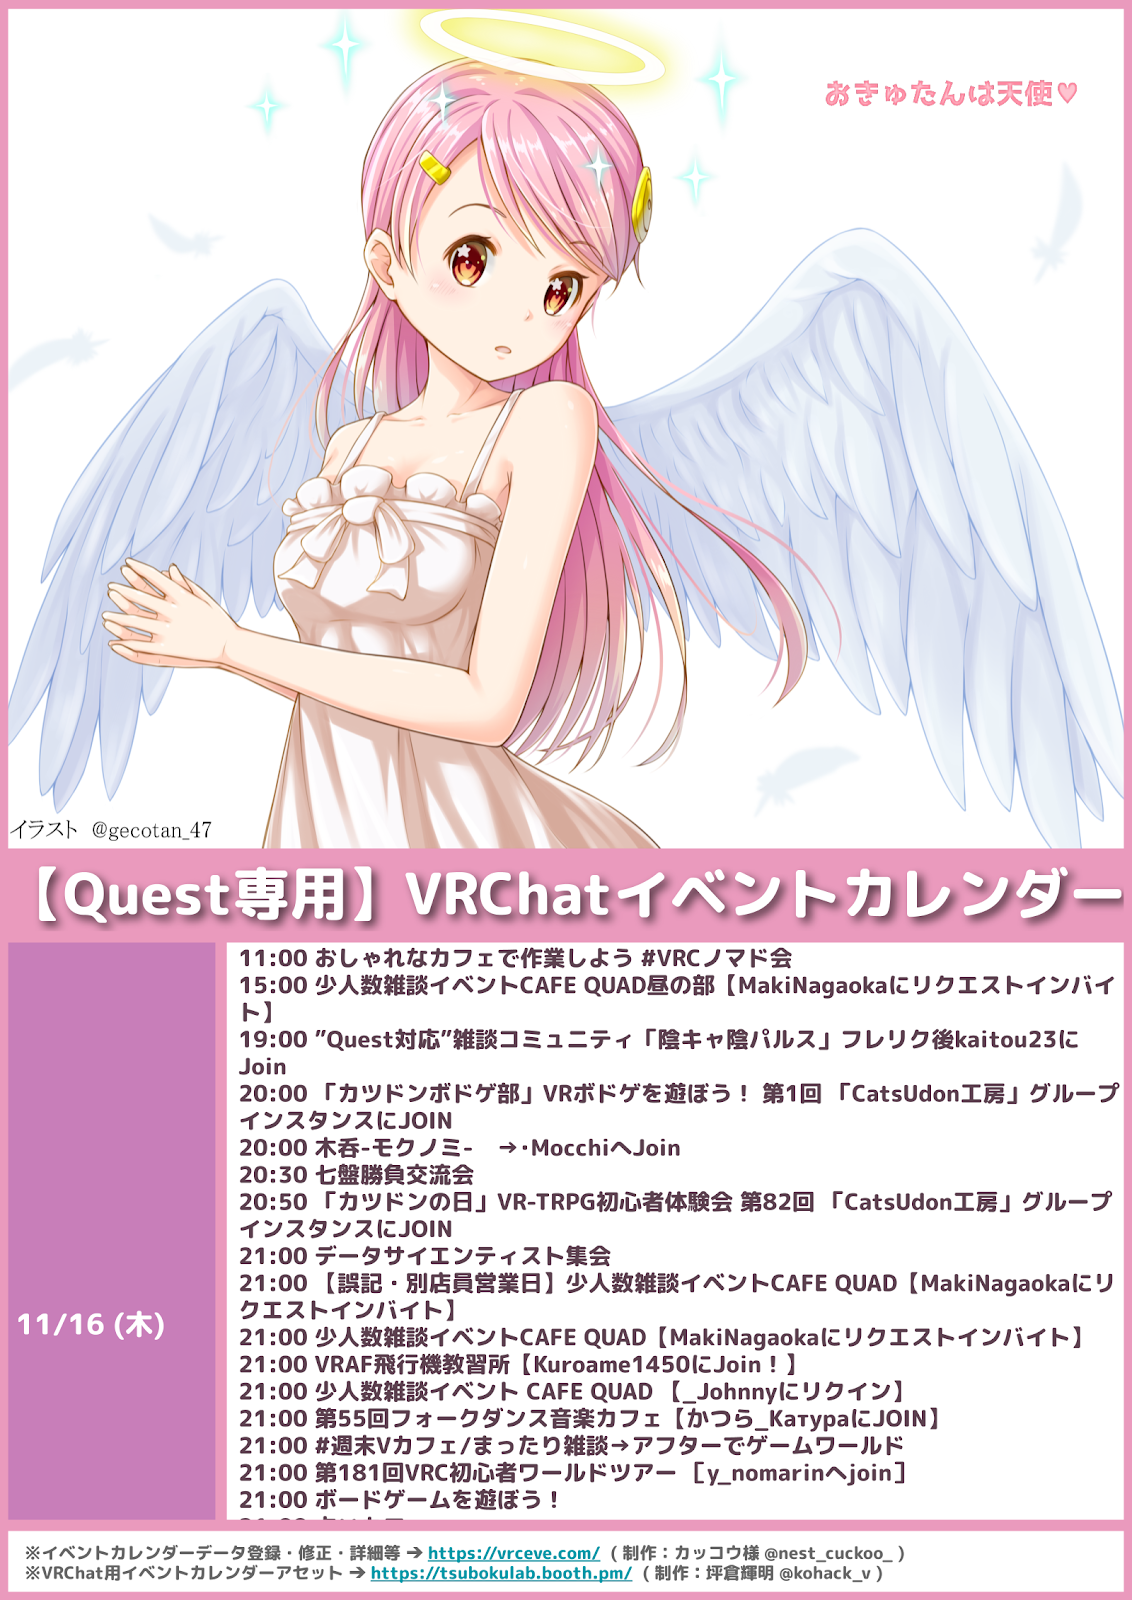 おきゅたんは天使♥
イラスト @gecotan_47
【Quest専用】VRChatイベントカレンダー
11/16 (木)
11:00 おしゃれなカフェで作業しよう #VRCノマド会
15:00 少人数雑談イベントCAFE QUAD昼の部【MakiNagaokaにリクエストインバイ
ト】
19:00 ”Quest対応”雑談コミュニティ「陰キャ陰パルス」フレリク後kaitou23に
Join
20:00 「カツドンボドゲ部」VRボドゲを遊ぼう！ 第1回 「CatsUdon工房」グループ
インスタンスにJOIN
20:00 木呑-モクノミ-　→･MocchiへJoin
20:30 七盤勝負交流会
20:50 「カツドンの日」VR-TRPG初心者体験会 第82回 「CatsUdon工房」グループ
インスタンスにJOIN
21:00 データサイエンティスト集会
21:00 【誤記・別店員営業日】少人数雑談イベントCAFE QUAD【MakiNagaokaにリ
クエストインバイト】
21:00 少人数雑談イベントCAFE QUAD【MakiNagaokaにリクエストインバイト】
21:00 VRAF飛行機教習所【Kuroame1450にJoin！】
21:00 少人数雑談イベント CAFE QUAD 【_Johnnyにリクイン】
21:00 第55回フォークダンス音楽カフェ【かつら_KaтypaにJOIN】
21:00 #週末Vカフェ/まったり雑談→アフターでゲームワールド
21:00 第181回VRC初心者ワールドツアー ［y_nomarinへjoin］
21:00 ボードゲームを遊ぼう！
※イベントカレンダーデータ登録・修正・詳細等 ➔ https://vrceve.com/ ( 制作：カッコウ様 @nest_cuckoo_ )
※VRChat用イベントカレンダーアセット ➔ https://tsubokulab.booth.pm/ ( 制作：坪倉輝明 @kohack_v )